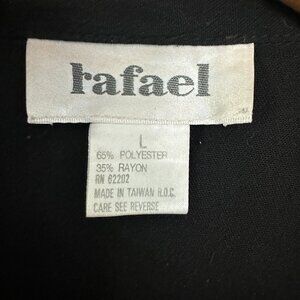 rafael
L
65% POLYESTER
35% RAYON
RN 62202
MADE IN TAIWAN R.O.C.
CARE SEE REVERSE